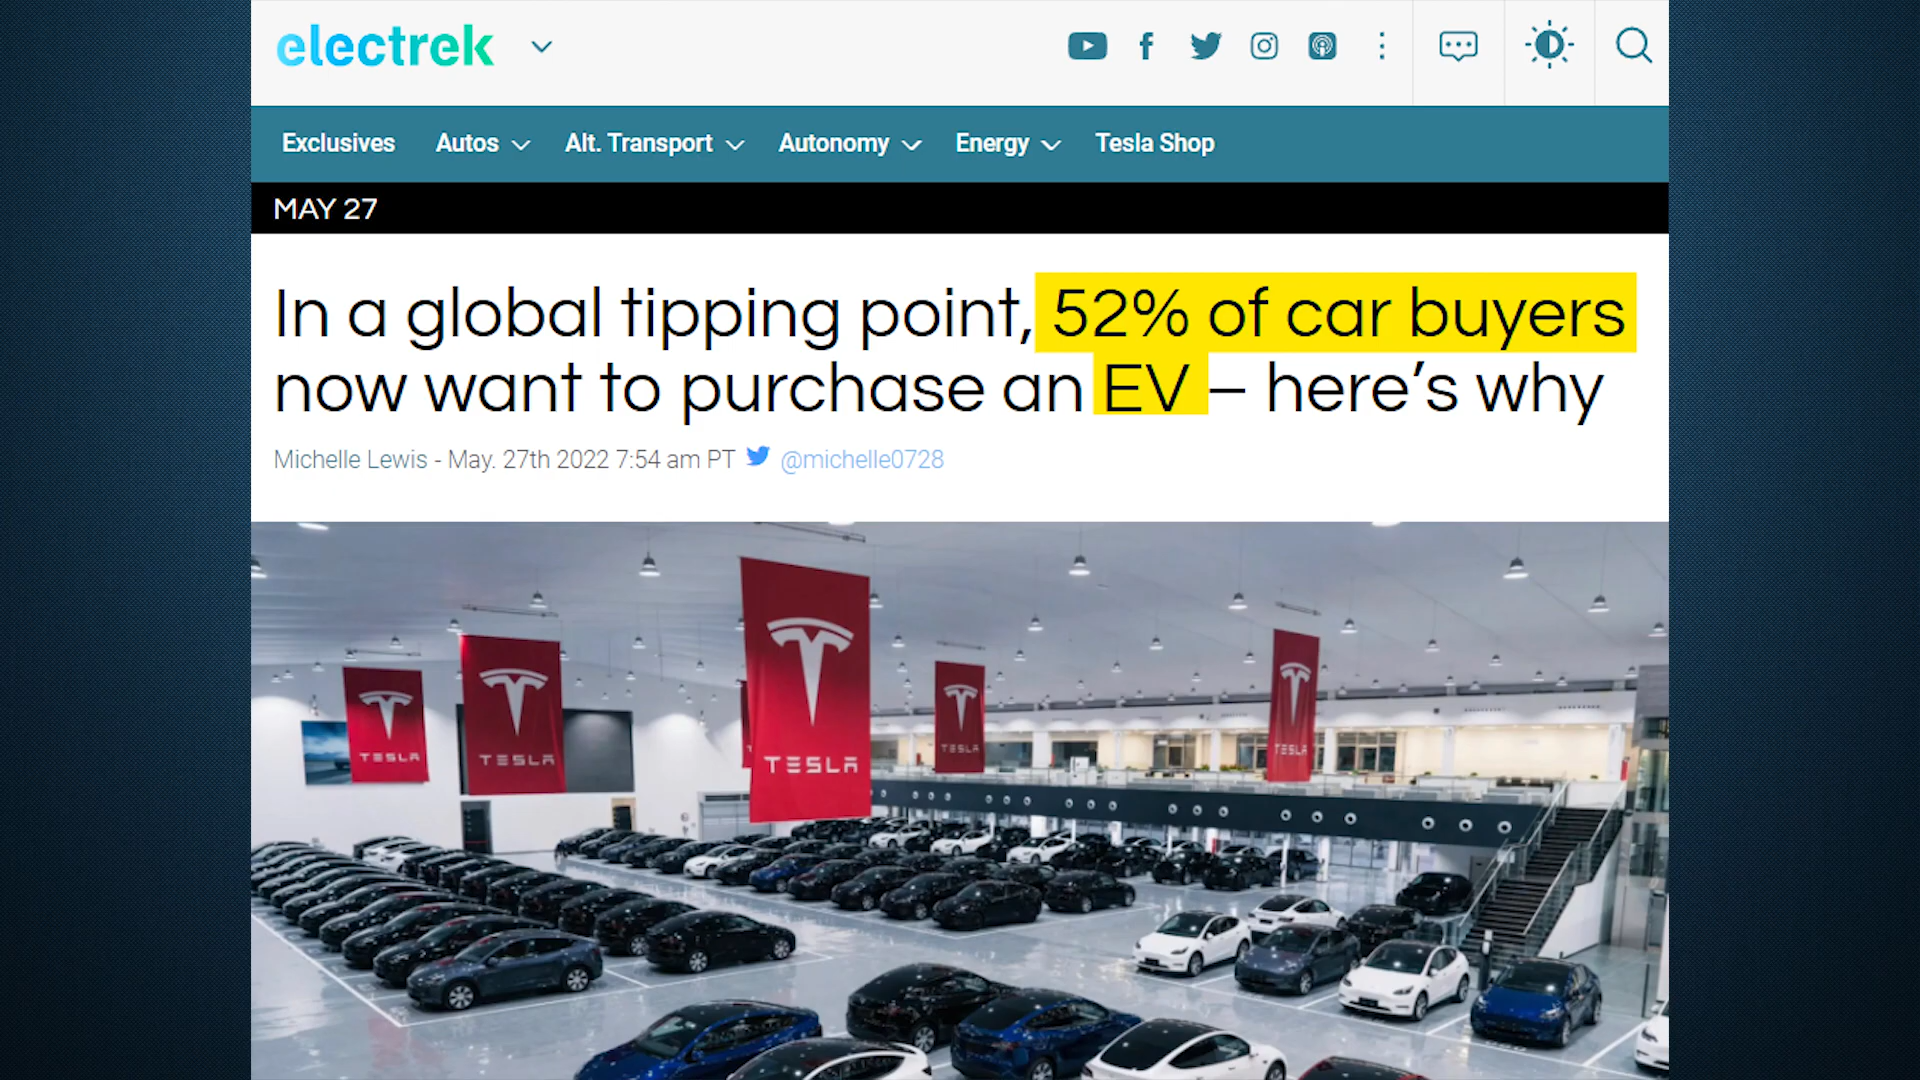 electrek
Exclusives Autos Alt. Transport Autonomy Energy Tesla Shop
MAY 27
In a global tipping point, 52% of car buyers
now want to purchase an EV – here’s why
Michelle Lewis - May. 27th 2022 7:54 am PT @michelle0728
TESLA
TESLA
TESLA
TESLA
TESLA